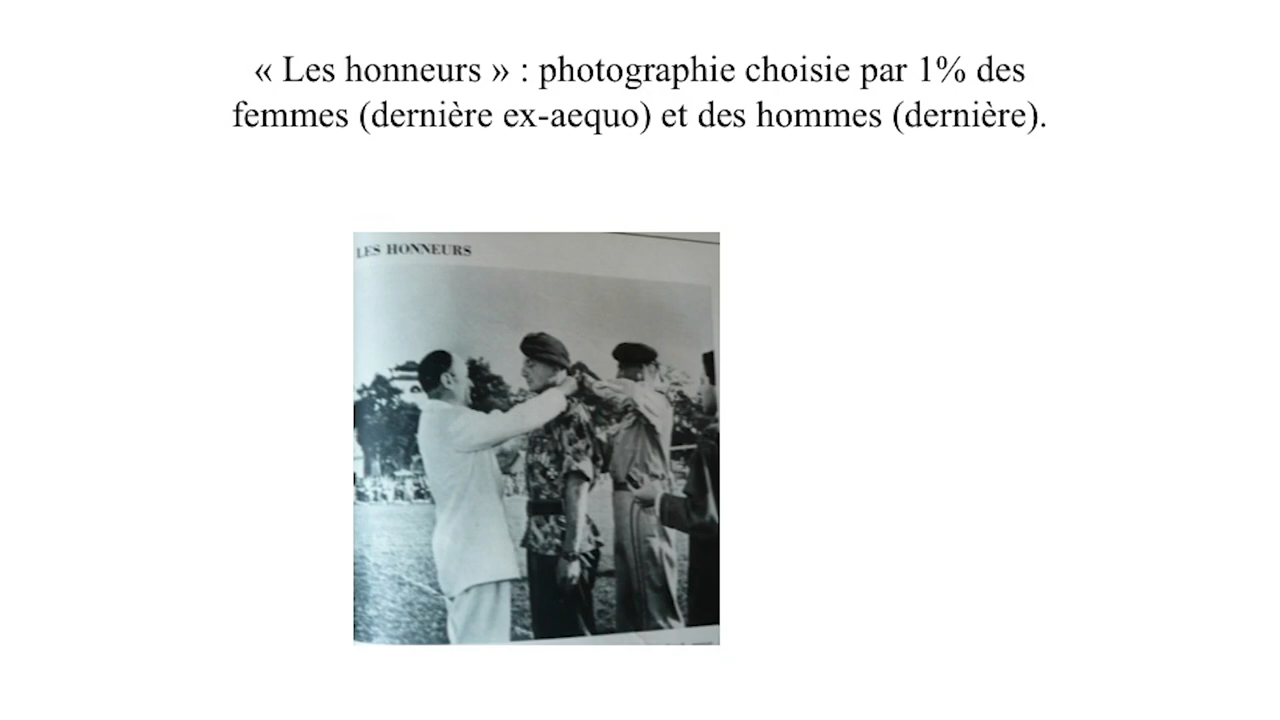 « Les honneurs » : photographie choisie par 1% des
femmes (dernière ex-aequo) et des hommes (dernière).
LES HONNEURS